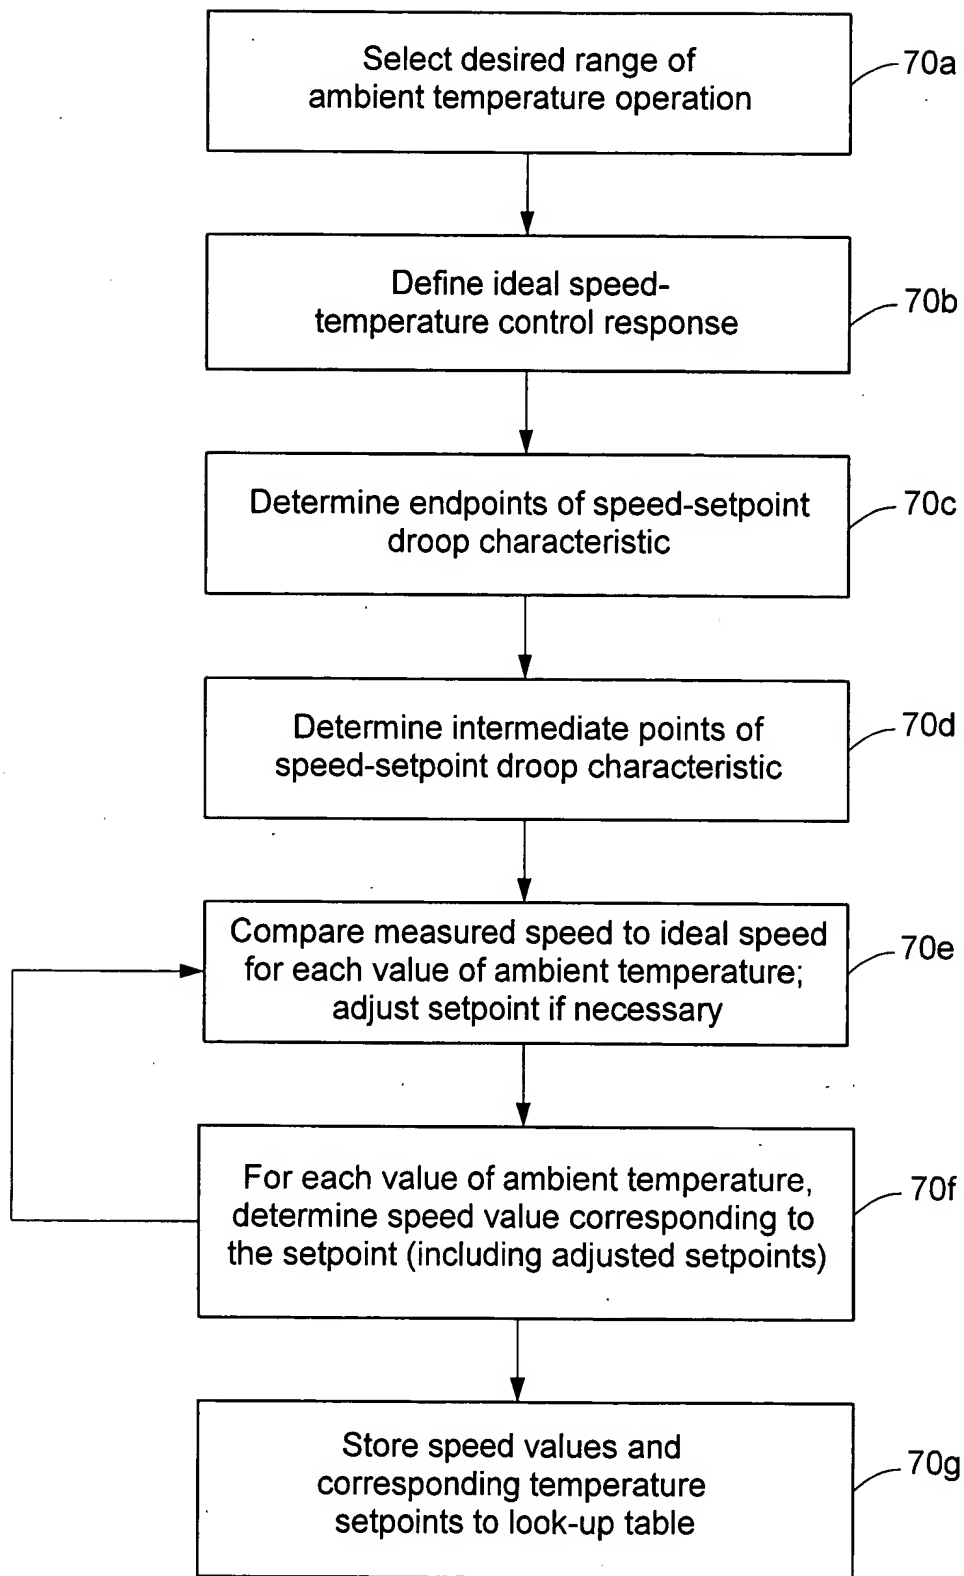 Select desired range of
ambient temperature operation
70a
Define ideal speed-
temperature control response
70b
Determine endpoints of speed-setpoint
droop characteristic
70c
Determine intermediate points of
speed-setpoint droop characteristic
70d
Compare measured speed to ideal speed
for each value of ambient temperature;
adjust setpoint if necessary
70e
For each value of ambient temperature,
determine speed value corresponding to
the setpoint (including adjusted setpoints)
70f
Store speed values and
corresponding temperature
setpoints to look-up table
70g